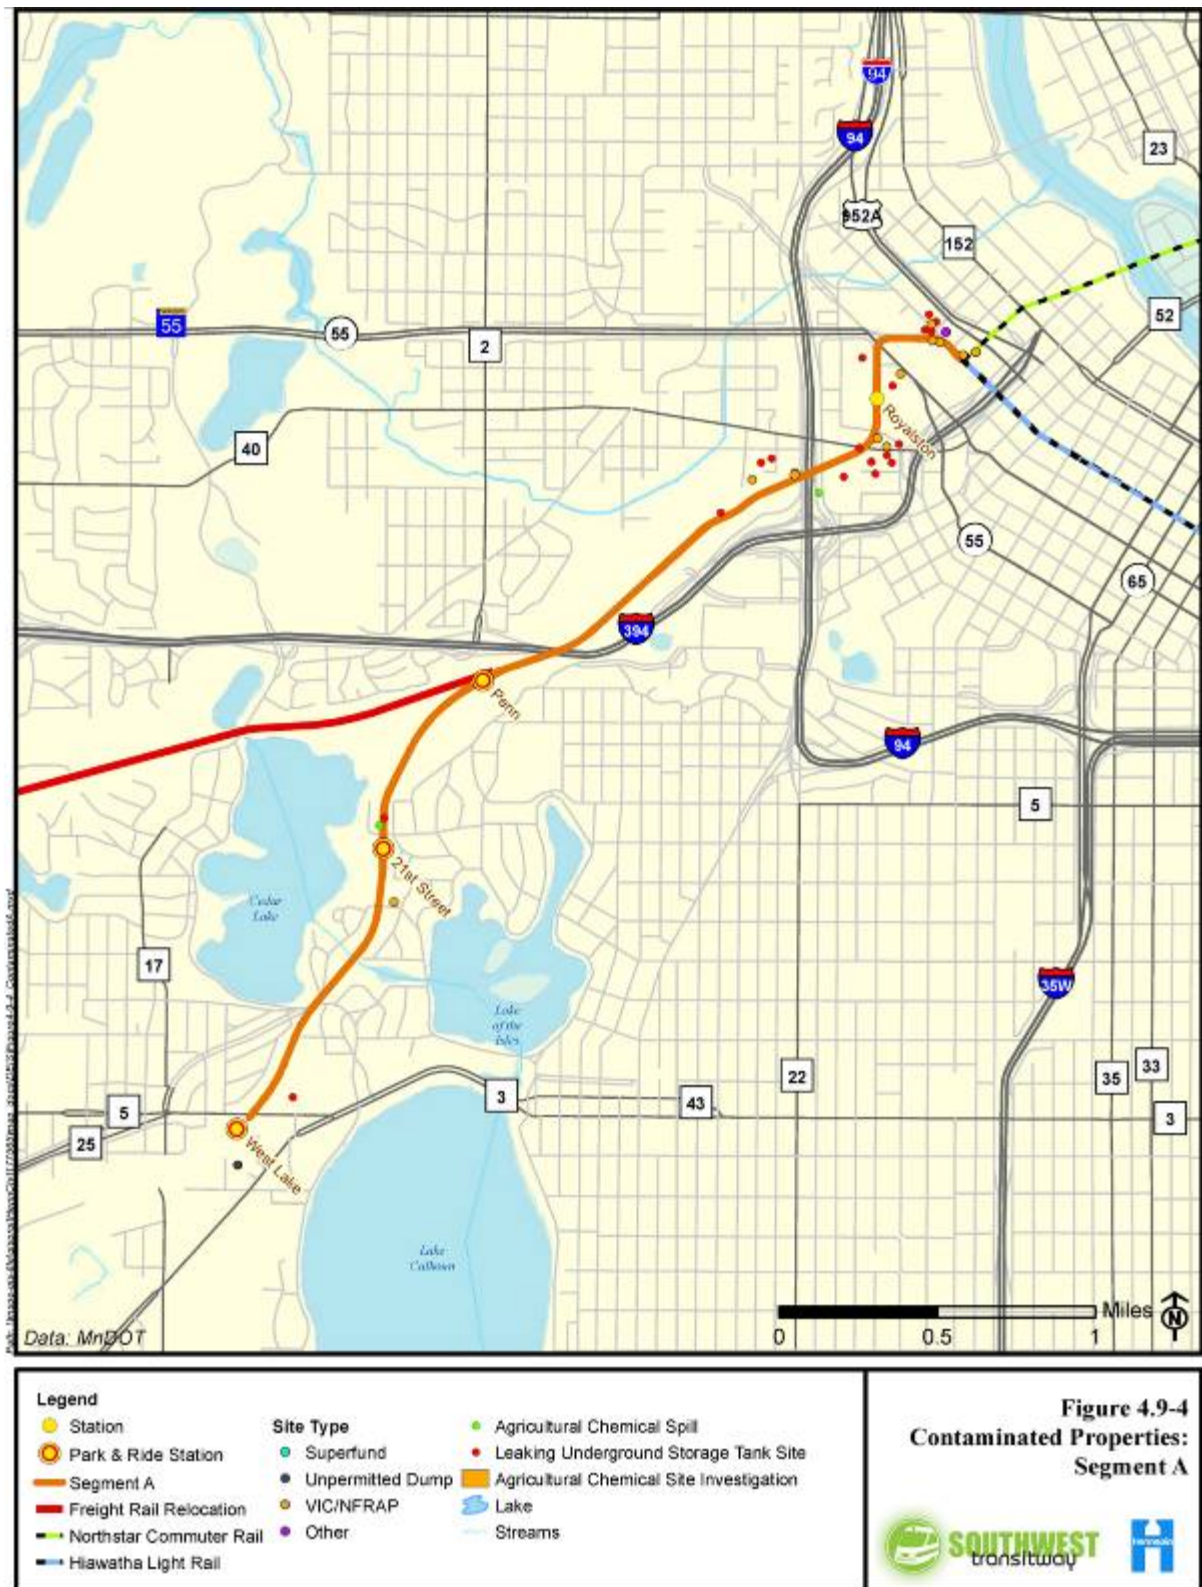 94
94
23
952A
152
55
55
2
52
Royalston
40
55
65
394
Penn
94
5
21st Street
Cedar
Lake
17
35W
Lake
of the
Isles
22
35
33
3
43
5
3
25
West Lake
Lake
Calhoun
Miles
N
0
0.5
1
Data: MnDOT
Legend
Station
Park & Ride Station
Segment A
Freight Rail Relocation
Northstar Commuter Rail
Hiawatha Light Rail
Site Type
Superfund
Unpermitted Dump
VIC/NFRAP
Other
Agricultural Chemical Spill
Leaking Underground Storage Tank Site
Agricultural Chemical Site Investigation
Lake
Streams
Figure 4.9-4
Contaminated Properties:
Segment A
SOUTHWEST
transitway
Hennepin